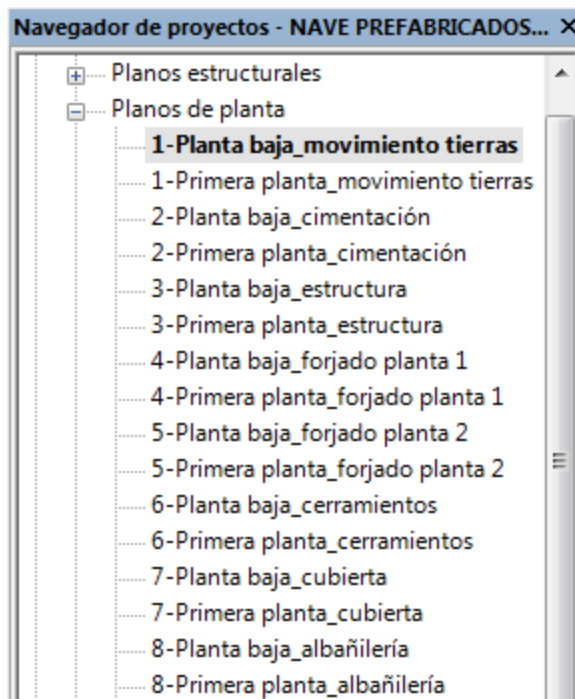 Navegador de proyectos - NAVE PREFABRICADOS...
Planos estructurales
Planos de planta
1-Planta baja_movimiento tierras
1-Primera planta_movimiento tierras
2-Planta baja_cimentación
2-Primera planta_cimentación
3-Planta baja_estructura
3-Primera planta_estructura
4-Planta baja_forjado planta 1
4-Primera planta_forjado planta 1
5-Planta baja_forjado planta 2
5-Primera planta_forjado planta 2
6-Planta baja_cerramientos
6-Primera planta_cerramientos
7-Planta baja_cubierta
7-Primera planta_cubierta
8-Planta baja_albañilería
8-Primera planta_albañilería